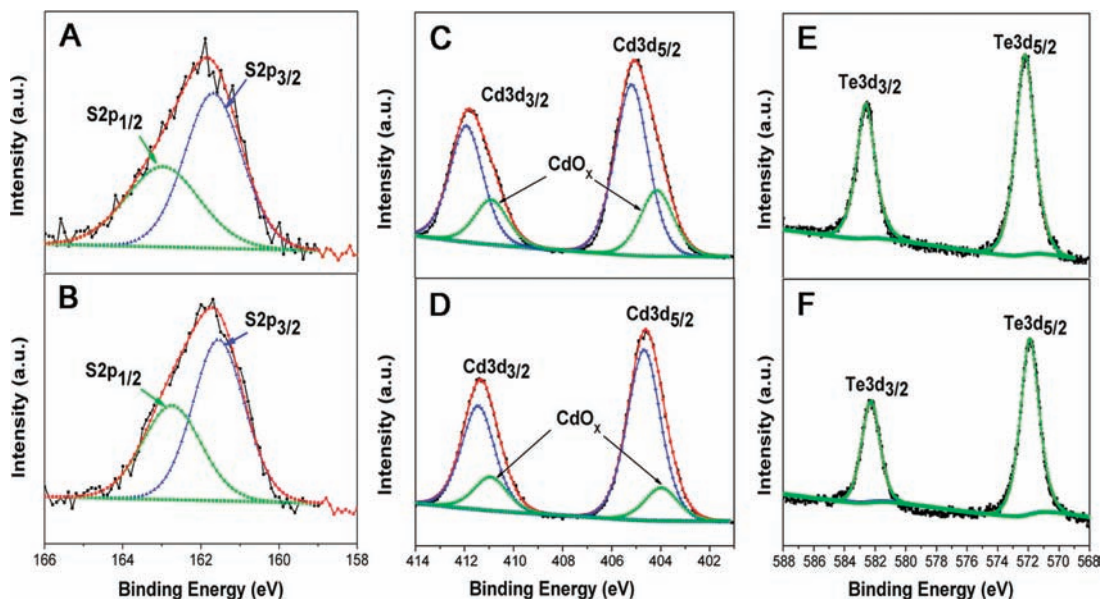 A
S2p3/2
S2p1/2
Intensity (a.u.)
B
S2p3/2
S2p1/2
Intensity (a.u.)
166 164 162 160 158
Binding Energy (eV)
C
Cd3d5/2
Cd3d3/2
CdOx
Intensity (a.u.)
D
Cd3d5/2
Cd3d3/2
CdOx
Intensity (a.u.)
414 412 410 408 406 404 402
Binding Energy (eV)
E
Te3d5/2
Te3d3/2
Intensity (a.u.)
F
Te3d5/2
Te3d3/2
Intensity (a.u.)
588 586 584 582 580 578 576 574 572 570 568
Binding Energy (eV)